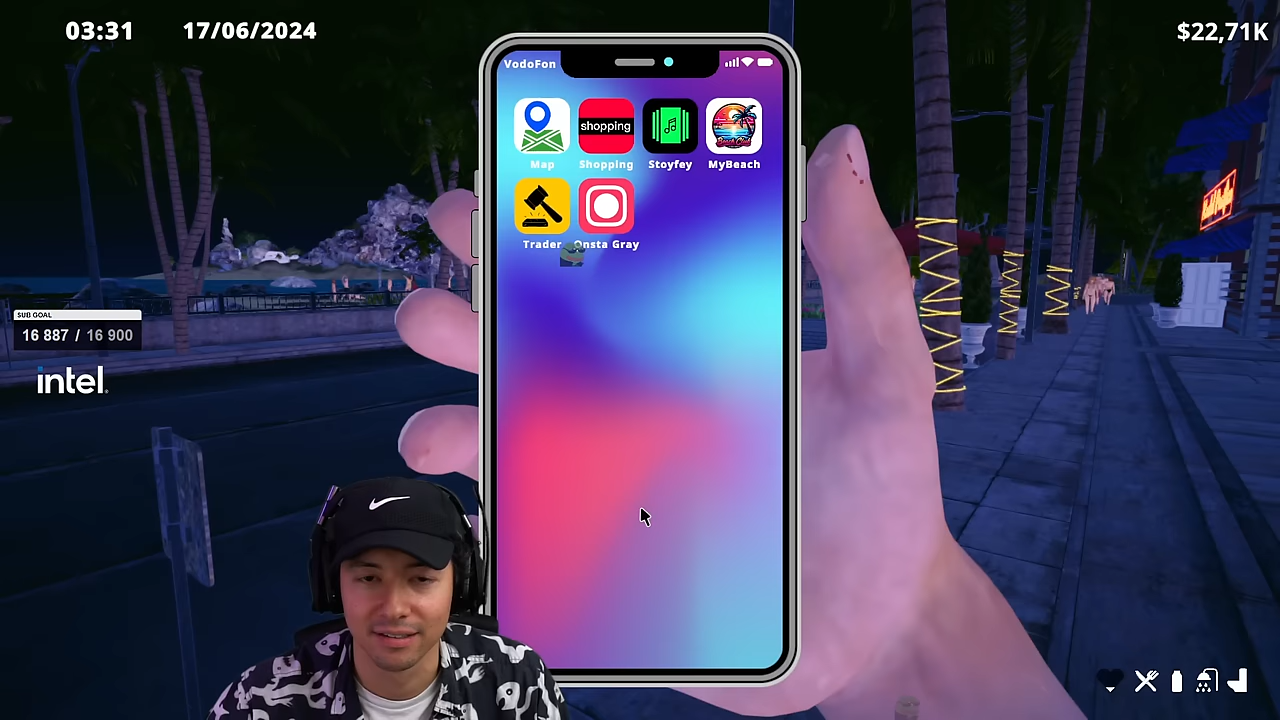 03:31 17/06/2024
$22,71K
VodoFon
shopping
Map Shopping Stoyfey MyBeach
Trader Onsta Gray
SUB GOAL
16 887 / 16 900
intel.